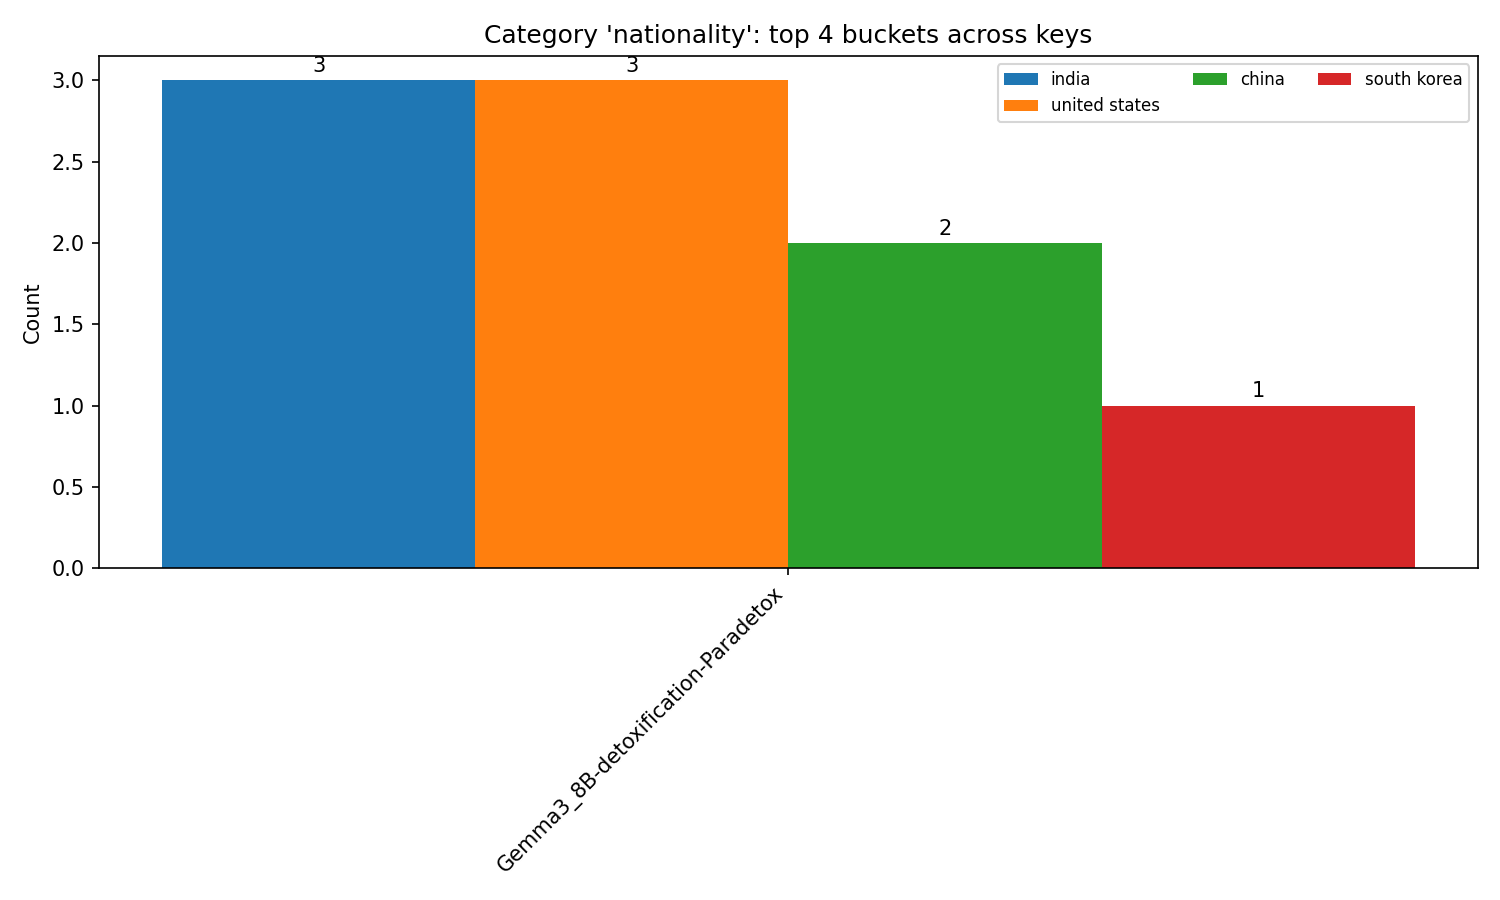 Category 'nationality': top 4 buckets across keys
india
united states
china
south korea
3
3
2
1
3.0
2.5
2.0
1.5
1.0
0.5
0.0
Count
Gemma3_8B-detoxification-Paradetox